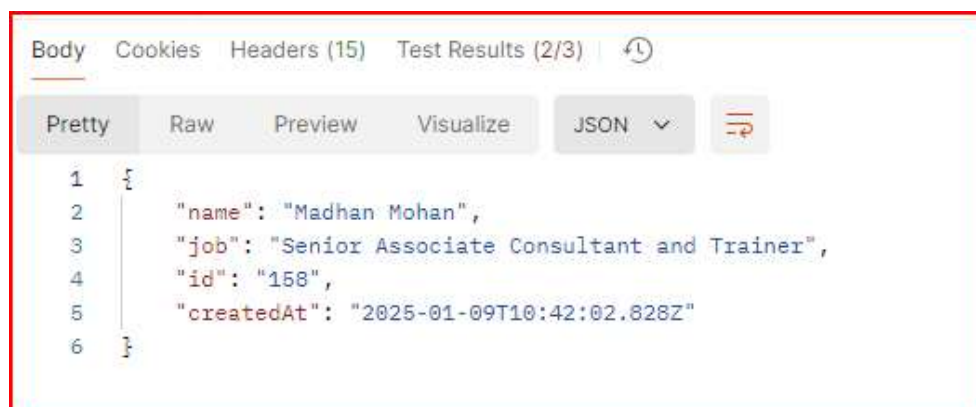 Body Cookies Headers (15) Test Results (2/3)
Pretty Raw Preview Visualize JSON
1 {
2 "name": "Madhan Mohan",
3 "job": "Senior Associate Consultant and Trainer",
4 "id": "158",
5 "createdAt": "2025-01-09T10:42:02.828Z"
6 }